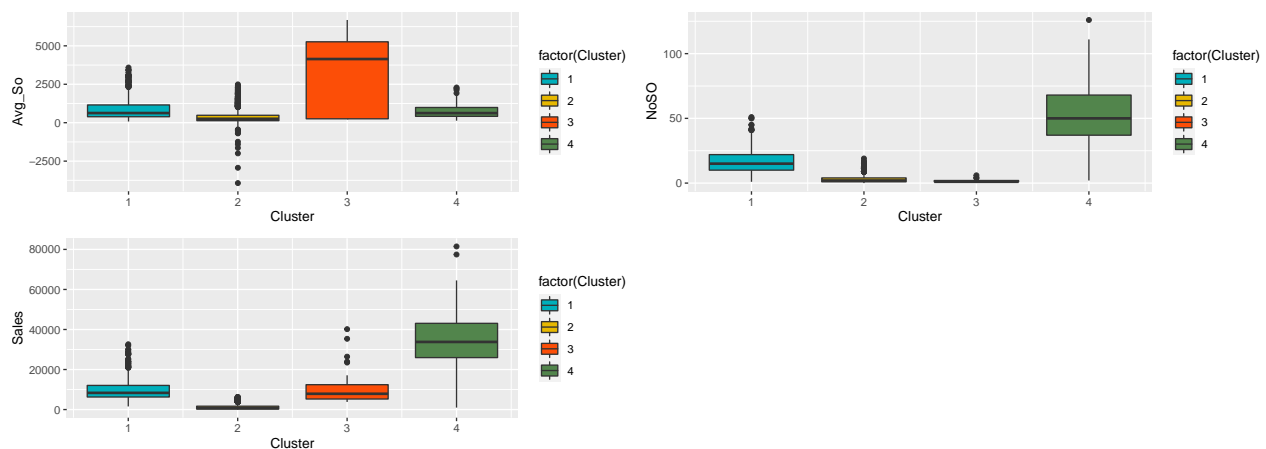 Avg_So
5000
2500
0
−2500
1 2 3 4
Cluster
factor(Cluster)
1
2
3
4
NoSO
100
50
0
1 2 3 4
Cluster
factor(Cluster)
1
2
3
4
Sales
80000
60000
40000
20000
0
1 2 3 4
Cluster
factor(Cluster)
1
2
3
4